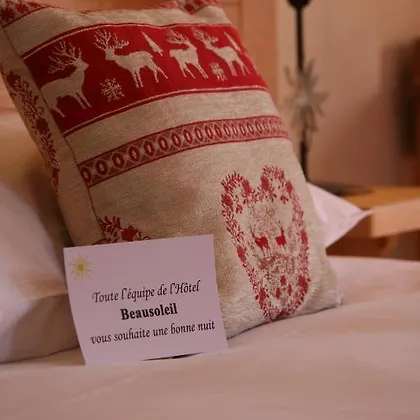 Toute l'équipe de l'Hôtel
Beausoleil
vous souhaite une bonne nuit